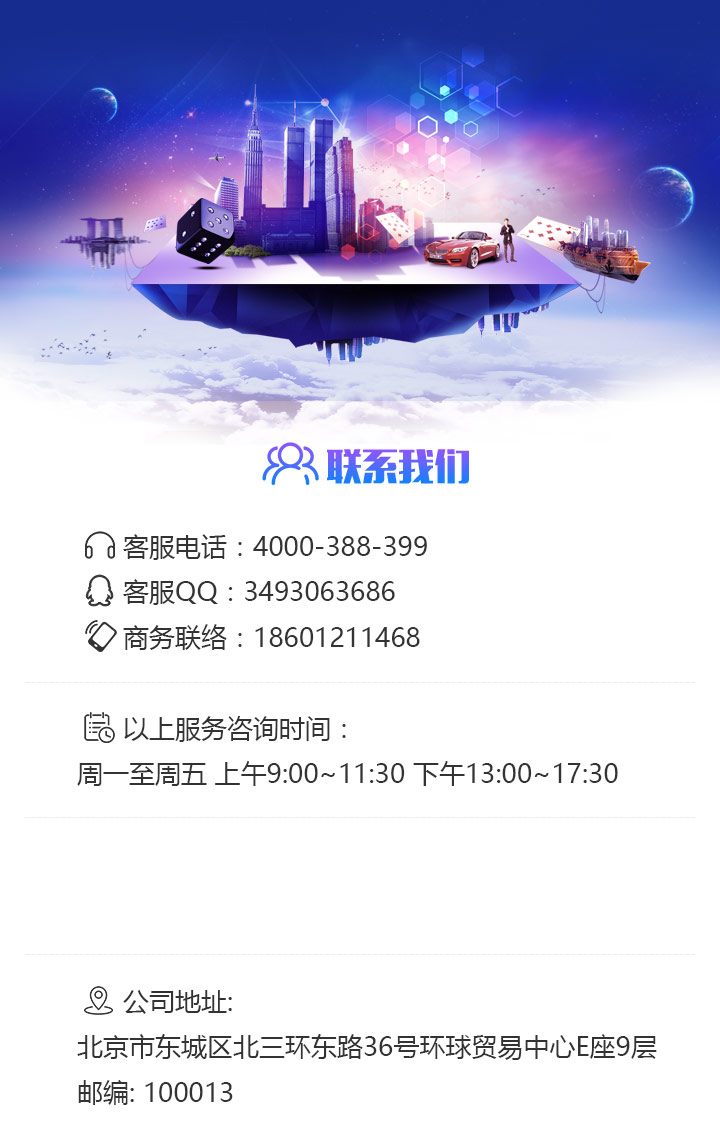 联系我们
客服电话：4000-388-399
客服QQ：3493063686
商务联络：18601211468
以上服务咨询时间：
周一至周五 上午9:00~11:30 下午13:00~17:30
公司地址:
北京市东城区北三环东路36号环球贸易中心E座9层
邮编: 100013